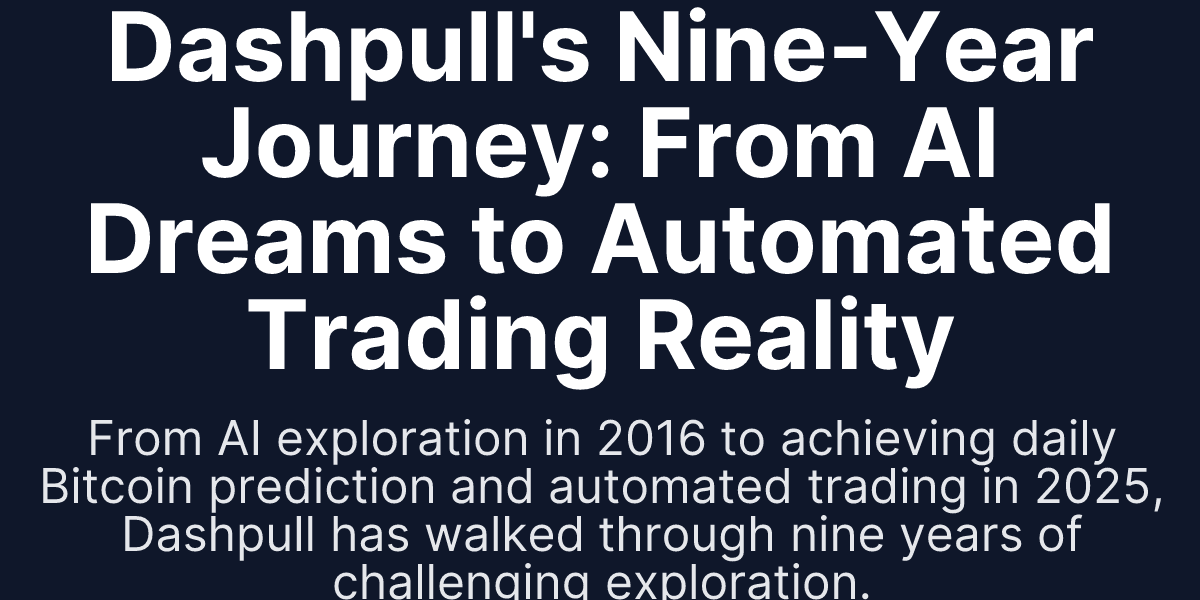 Dashpull's Nine-Year
Journey: From AI
Dreams to Automated
Trading Reality
From AI exploration in 2016 to achieving daily
Bitcoin prediction and automated trading in 2025,
Dashpull has walked through nine years of
challenging exploration.